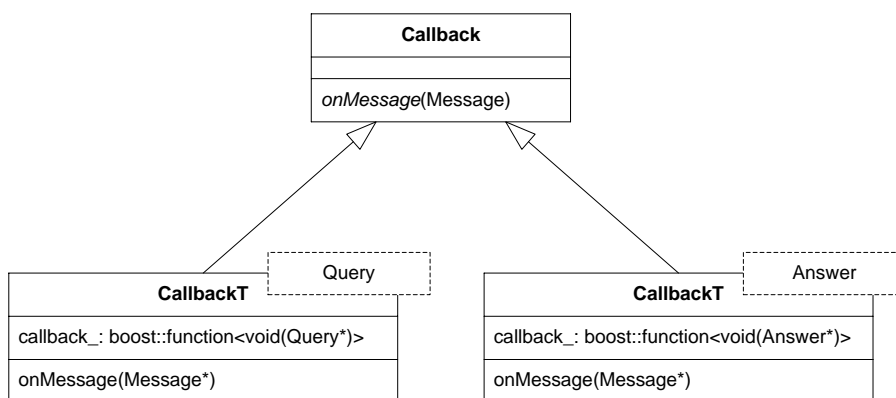 Callback
onMessage(Message)
Query
CallbackT
callback_: boost::function<void(Query*)>
onMessage(Message*)
Answer
CallbackT
callback_: boost::function<void(Answer*)>
onMessage(Message*)